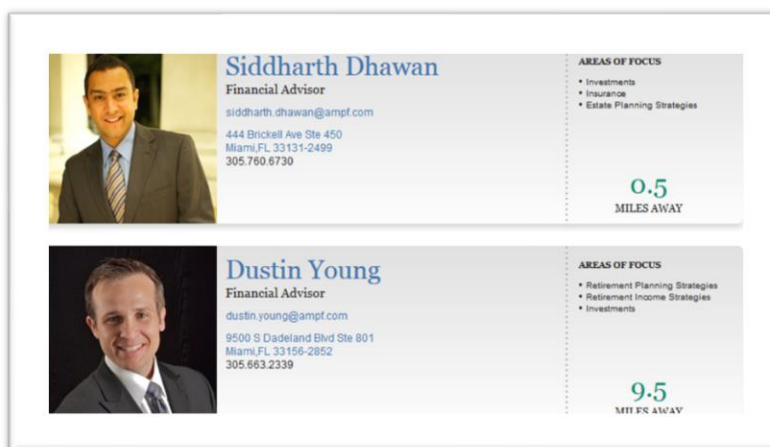 Siddharth Dhawan
Financial Advisor
siddharth.dhawan@ampf.com
444 Brickell Ave Ste 450
Miami,FL 33131-2499
305.760.6730
AREAS OF FOCUS
• Investments
• Insurance
• Estate Planning Strategies
0.5
MILES AWAY
Dustin Young
Financial Advisor
dustin.young@ampf.com
9500 S Dadeland Blvd Ste 801
Miami,FL 33156-2852
305.663.2339
AREAS OF FOCUS
• Retirement Planning Strategies
• Retirement Income Strategies
• Investments
9.5
MILES AWAY